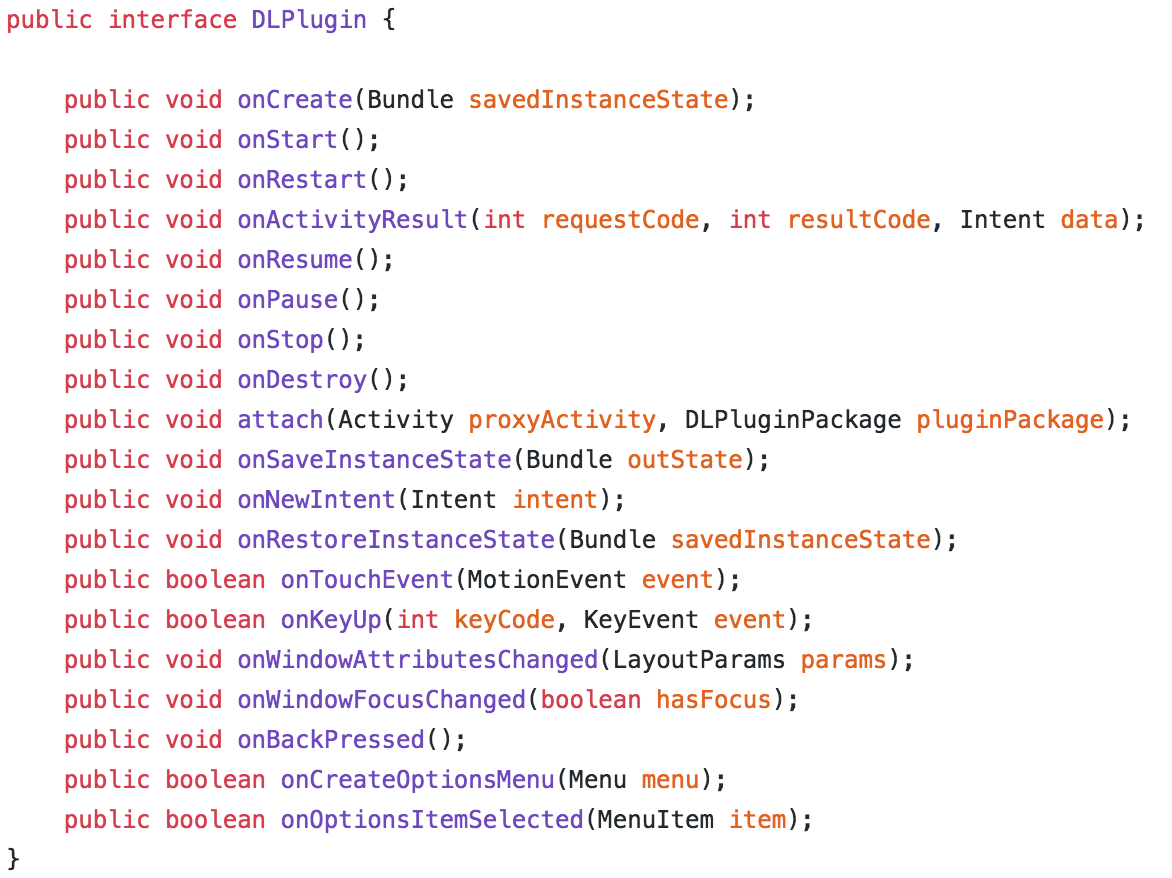 public interface DLPlugin {
public void onCreate(Bundle savedInstanceState);
public void onStart();
public void onRestart();
public void onActivityResult(int requestCode, int resultCode, Intent data);
public void onResume();
public void onPause();
public void onStop();
public void onDestroy();
public void attach(Activity proxyActivity, DLPluginPackage pluginPackage);
public void onSaveInstanceState(Bundle outState);
public void onNewIntent(Intent intent);
public void onRestoreInstanceState(Bundle savedInstanceState);
public boolean onTouchEvent(MotionEvent event);
public boolean onKeyUp(int keyCode, KeyEvent event);
public void onWindowAttributesChanged(LayoutParams params);
public void onWindowFocusChanged(boolean hasFocus);
public void onBackPressed();
public boolean onCreateOptionsMenu(Menu menu);
public boolean onOptionsItemSelected(MenuItem item);
}